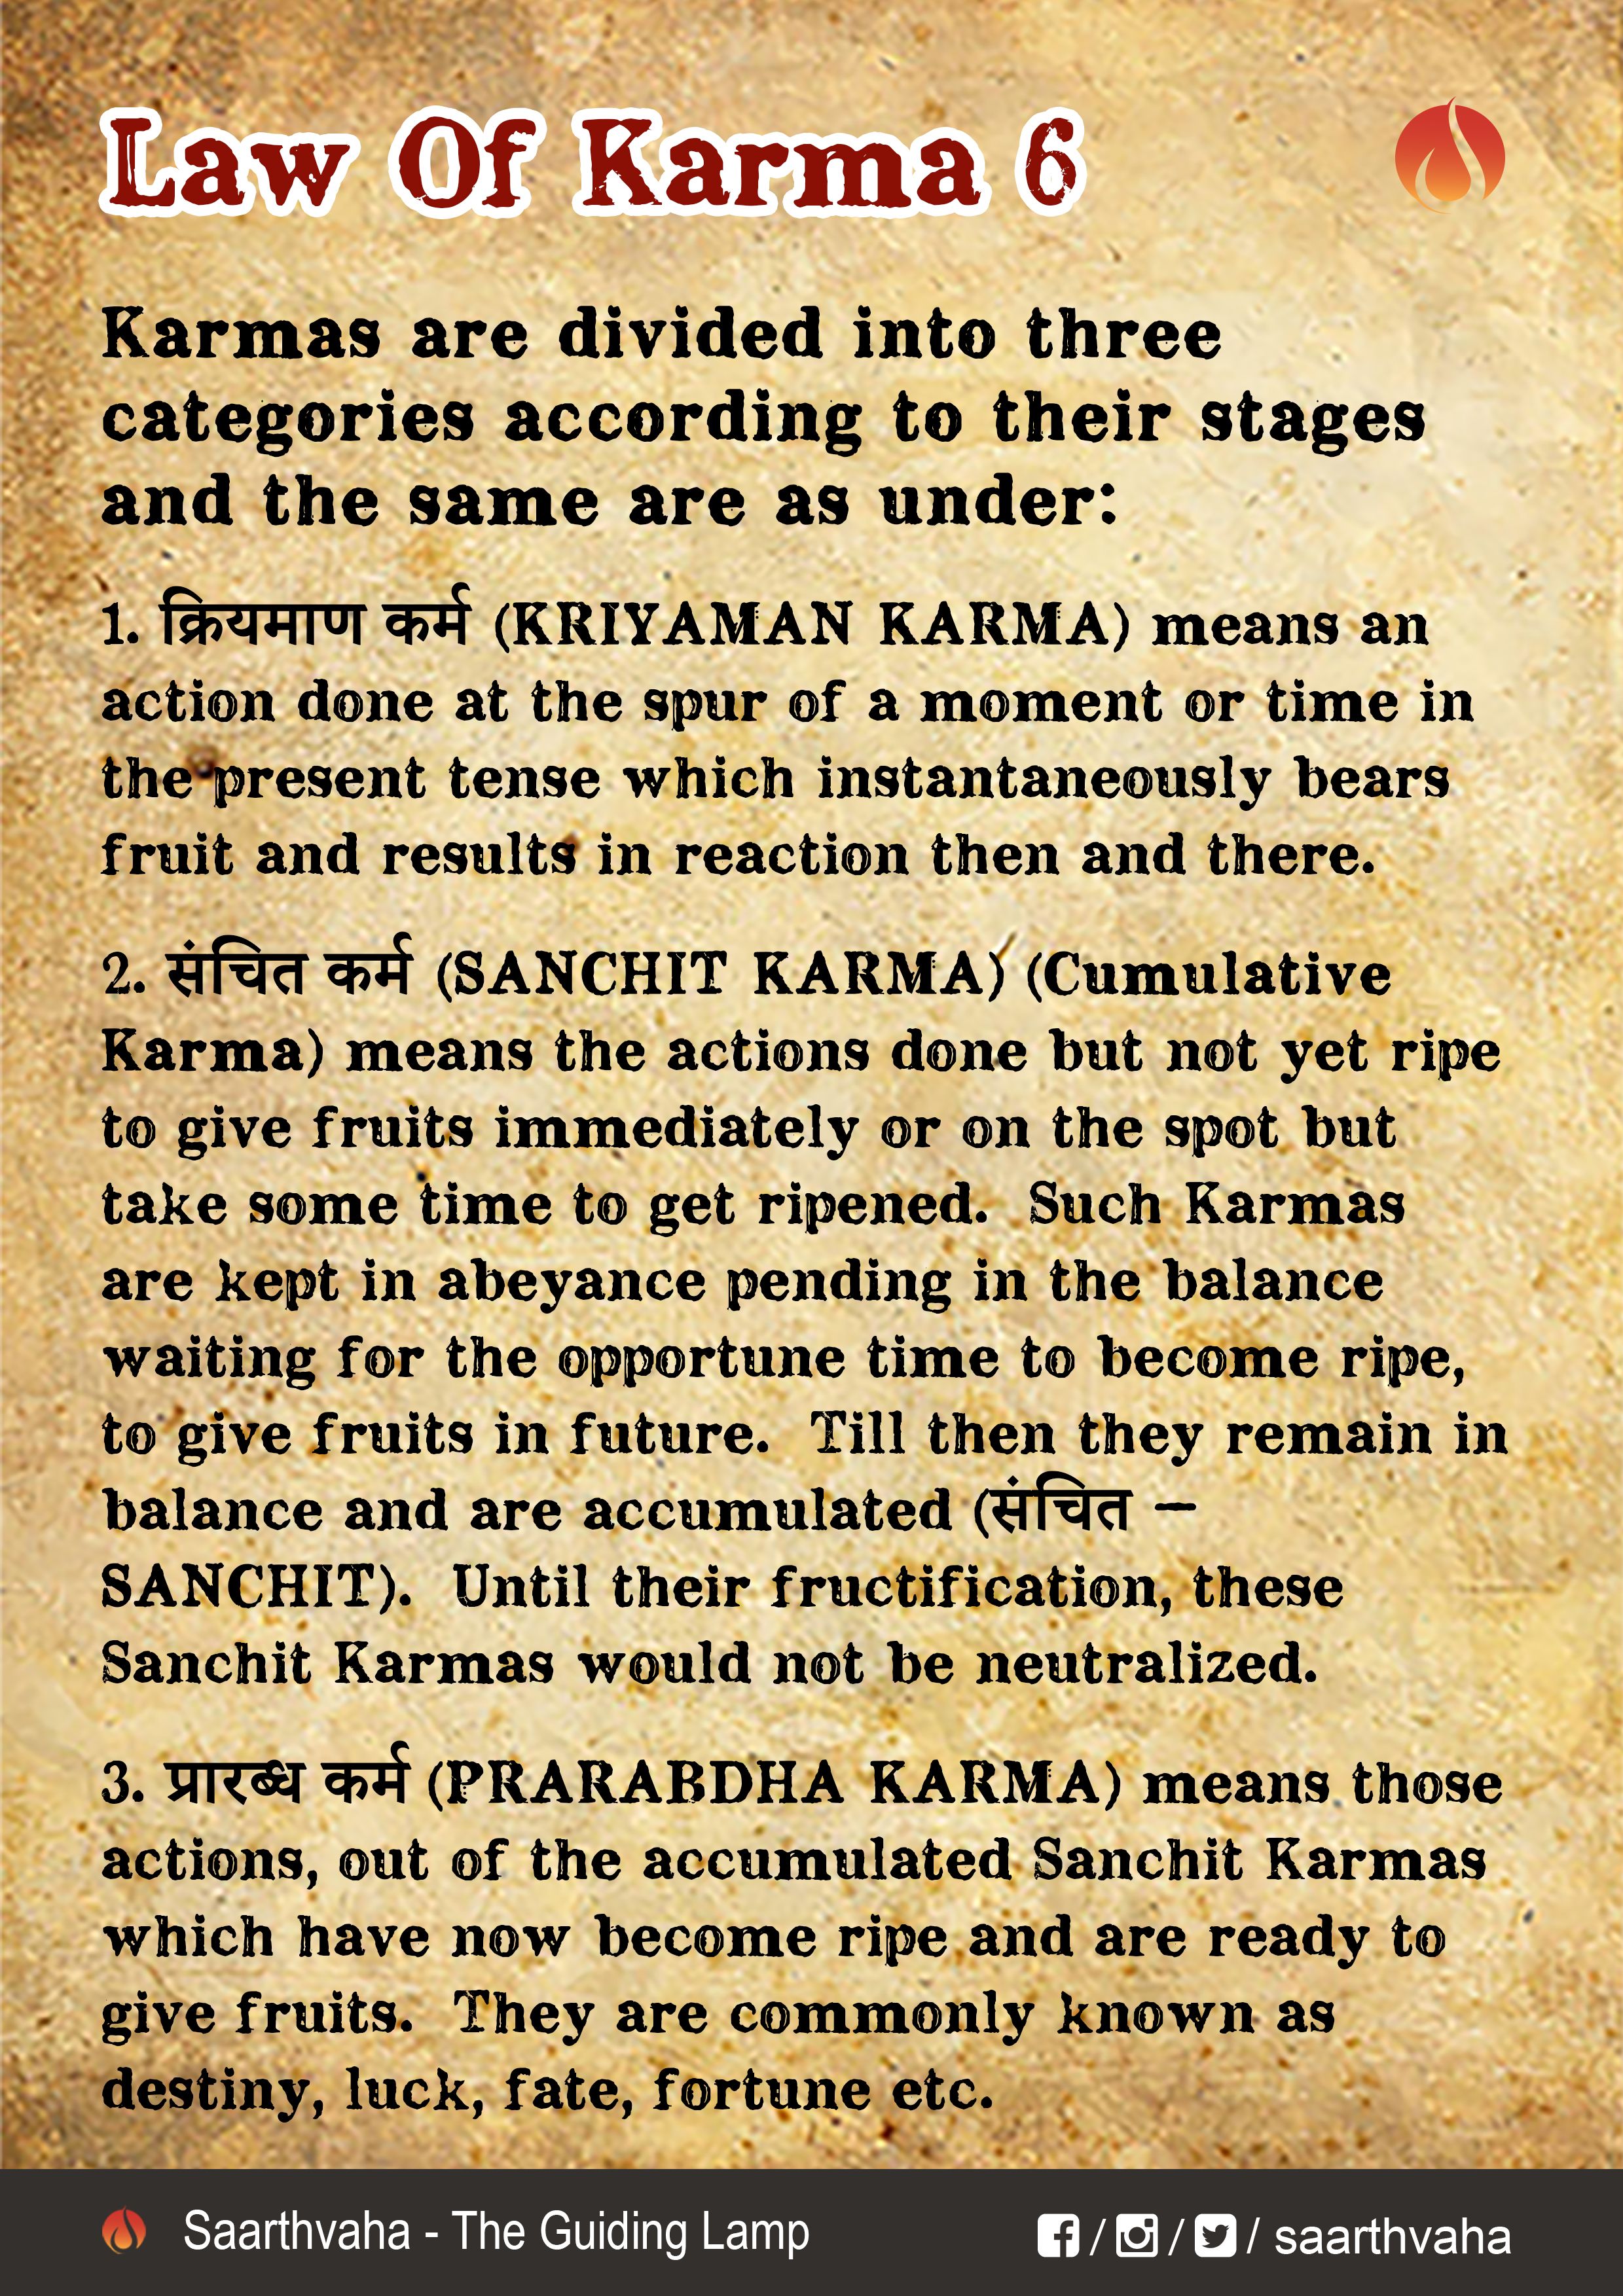 Law Of Karma 6
Karmas are divided into three
categories according to their stages
and the same are as under:
1. क्रियमाण कर्म (KRIYAMAN KARMA) means an
action done at the spur of a moment or time in
the present tense which instantaneously bears
fruit and results in reaction then and there.
2. संचित कर्म (SANCHIT KARMA) (Cumulative
Karma) means the actions done but not yet ripe
to give fruits immediately or on the spot but
take some time to get ripened.  Such Karmas
are kept in abeyance pending in the balance
waiting for the opportune time to become ripe,
to give fruits in future.  Till then they remain in
balance and are accumulated (संचित –
SANCHIT).  Until their fructification, these
Sanchit Karmas would not be neutralized.
3. प्रारब्ध कर्म (PRARABDHA KARMA) means those
actions, out of the accumulated Sanchit Karmas
which have now become ripe and are ready to
give fruits.  They are commonly known as
destiny, luck, fate, fortune etc.
Saarthvaha - The Guiding Lamp
/ / / saarthvaha